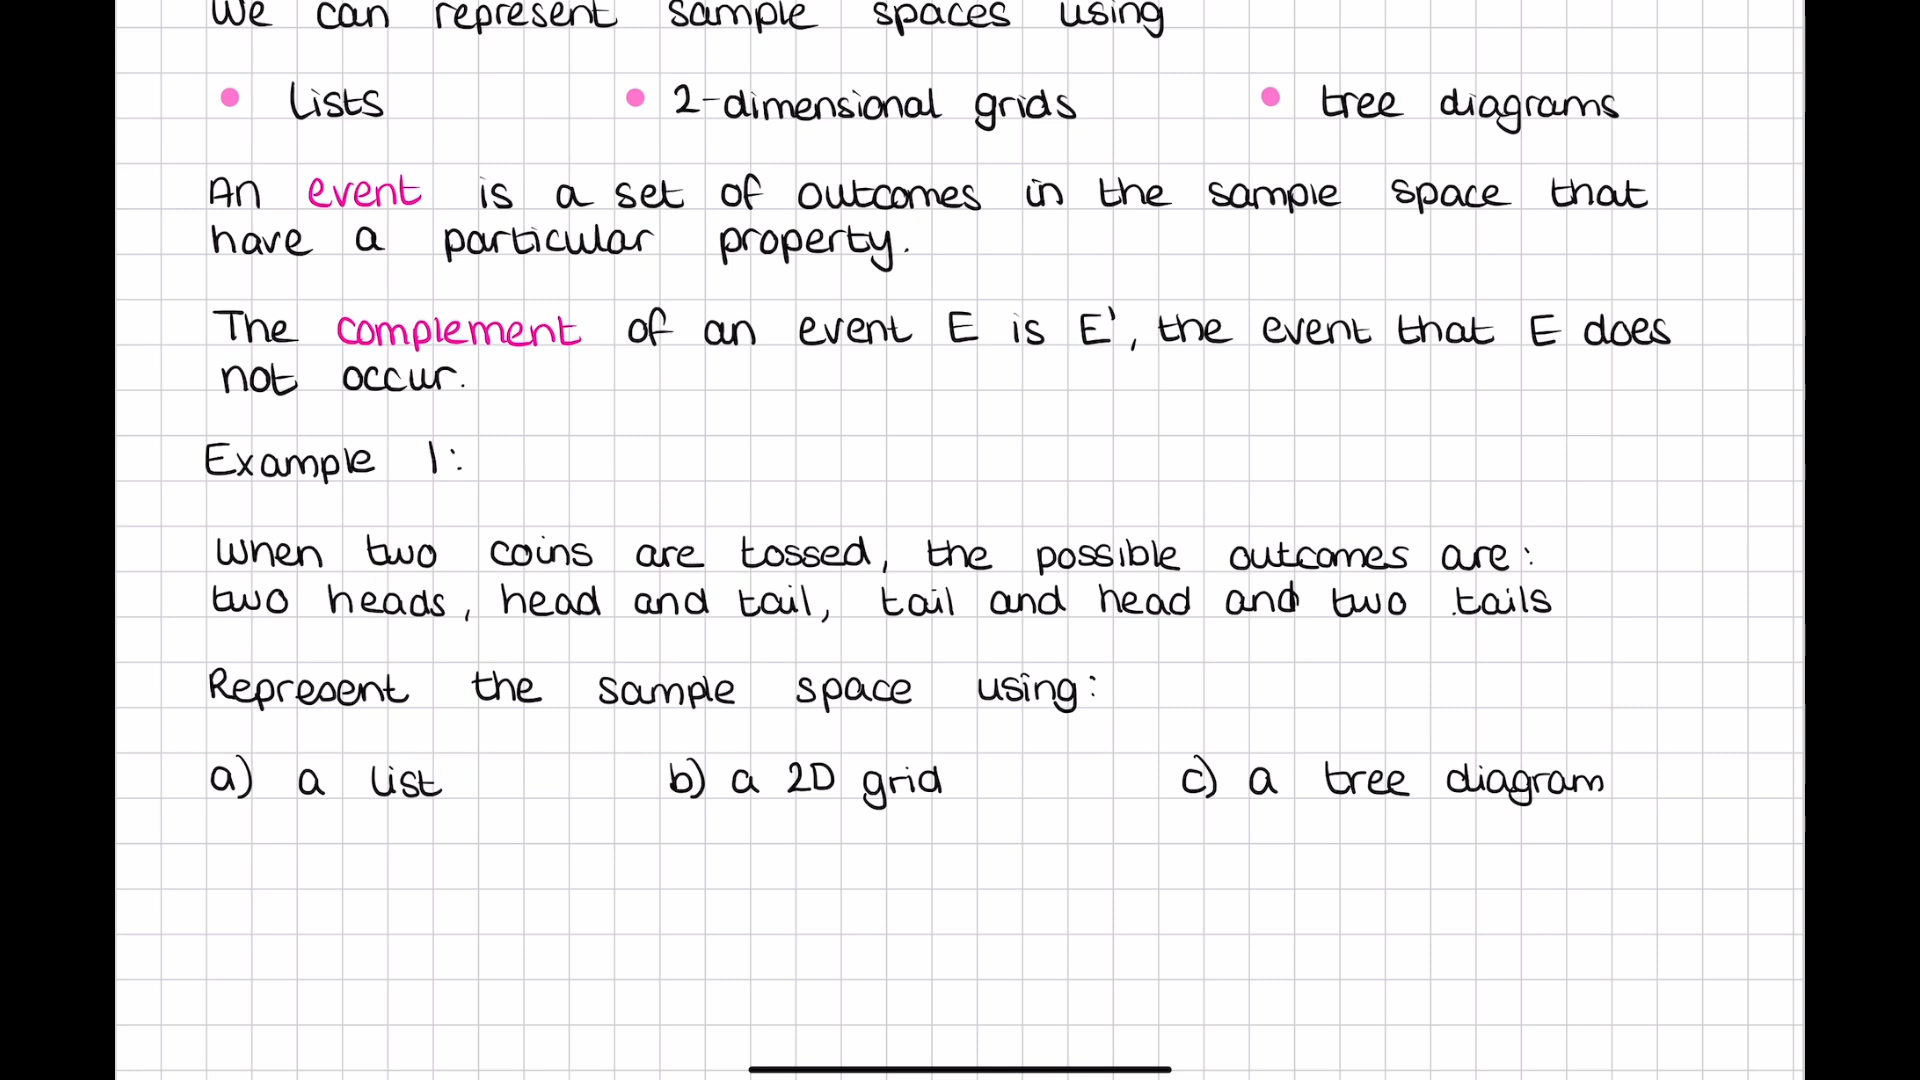 We can represent sample spaces using
• Lists • 2-dimensional grids • tree diagrams
An event is a set of outcomes in the sample space that
have a particular property.
The complement of an event E is E', the event that E does
not occur.
Example 1:
When two coins are tossed, the possible outcomes are:
two heads, head and tail, tail and head and two tails
Represent the sample space using:
a) a list b) a 2D grid c) a tree diagram